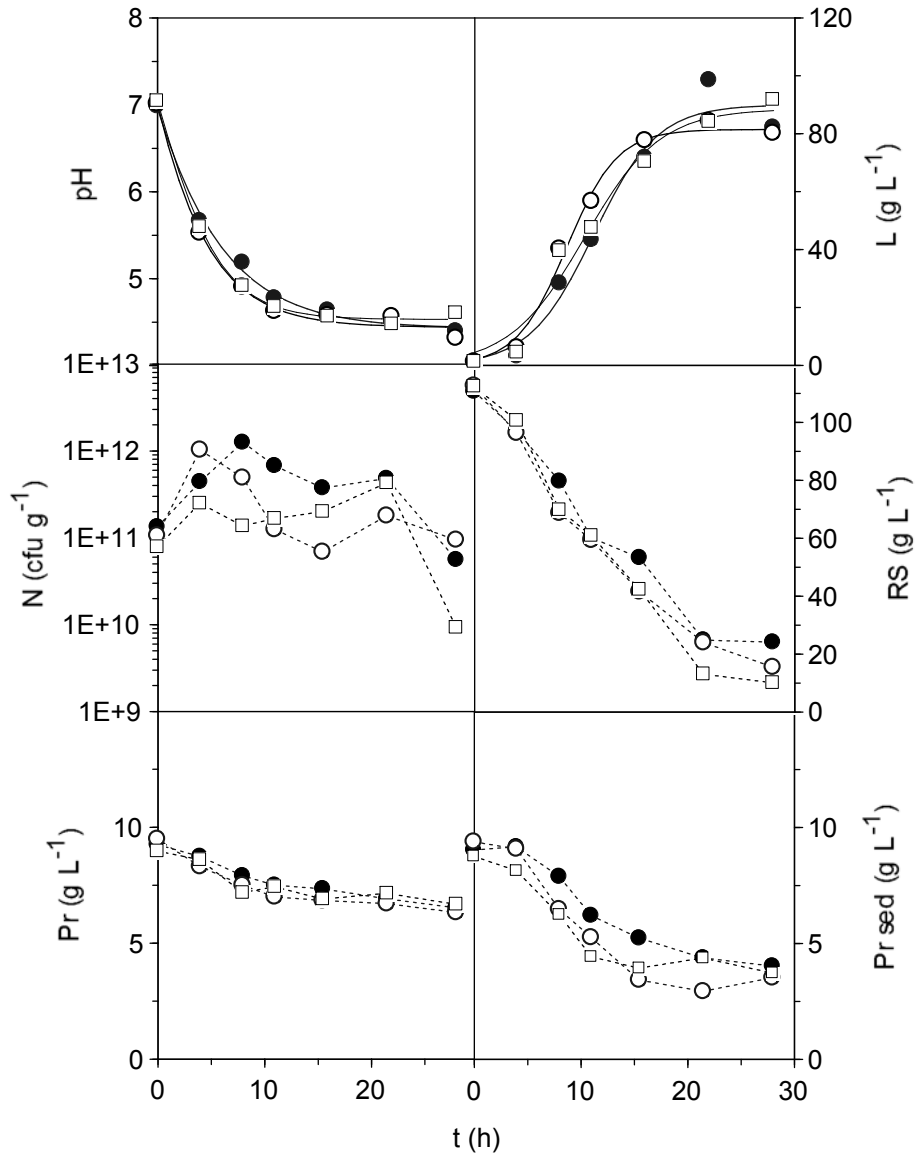 8
7
6
5
pH
120
80
40
0
L (g L⁻¹)
1E+13
1E+12
1E+11
1E+10
1E+9
N (cfu g⁻¹)
100
80
60
40
20
0
RS (g L⁻¹)
10
5
0
Pr (g L⁻¹)
10
5
0
Pr sed (g L⁻¹)
0 10 20 0 10 20 30
t (h)